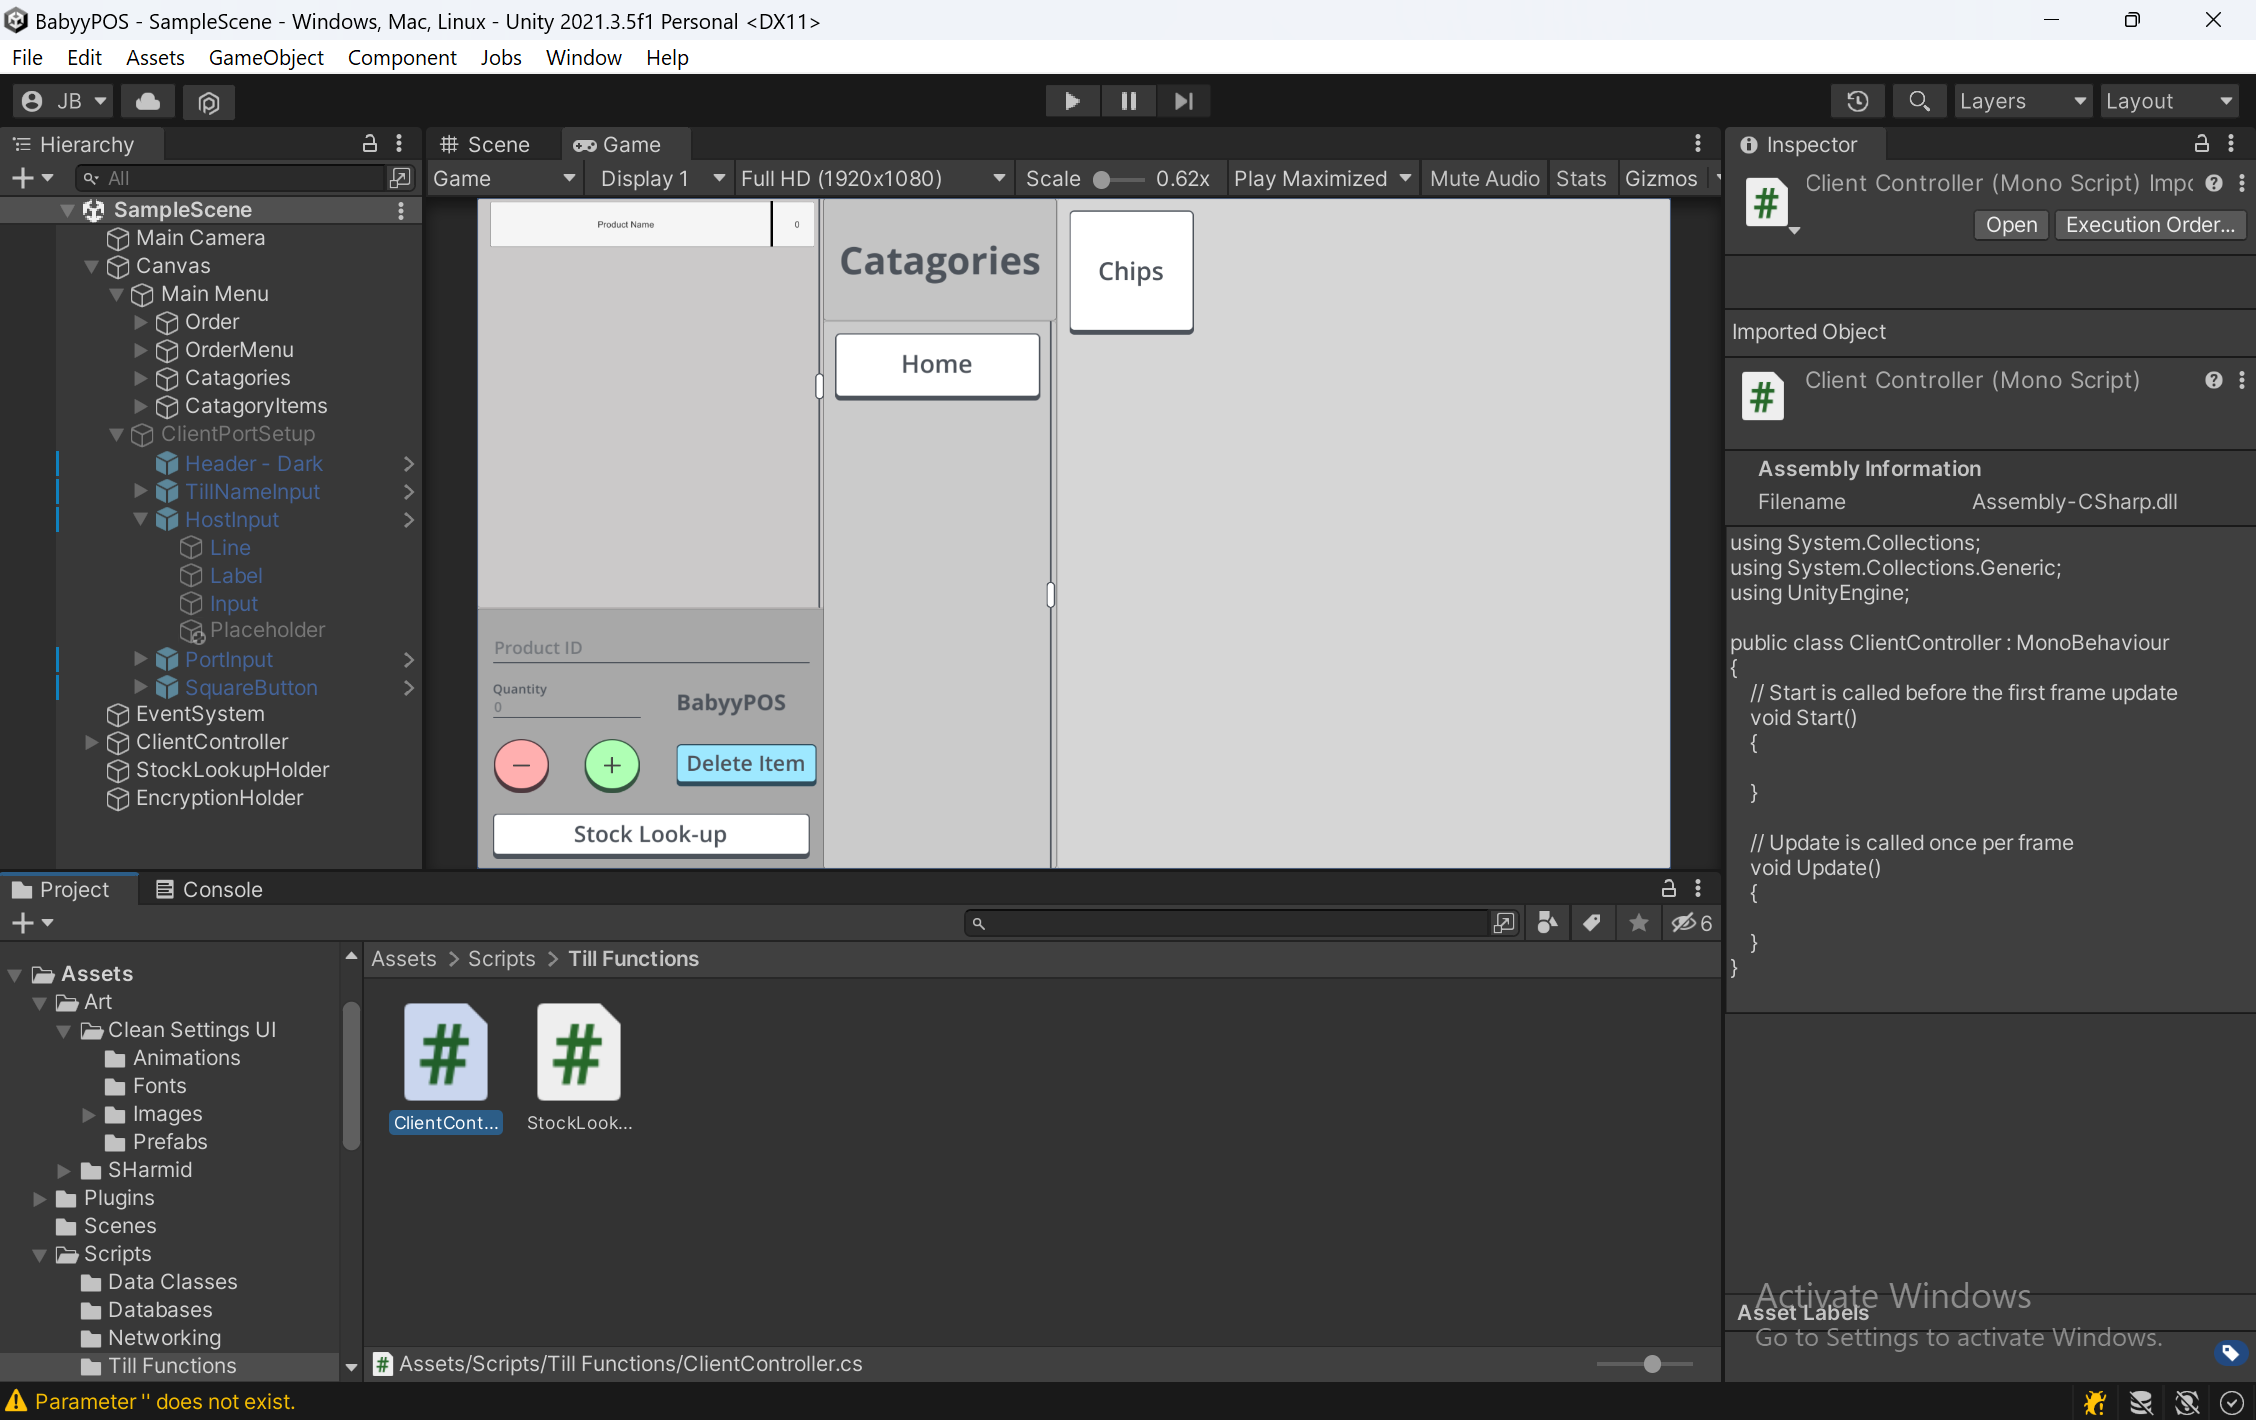 BabyyPOS - SampleScene - Windows, Mac, Linux - Unity 2021.3.5f1 Personal <DX11>
File Edit Assets GameObject Component Jobs Window Help
JB
Layers Layout
Hierarchy
All
SampleScene
Main Camera
Canvas
Main Menu
Order
OrderMenu
Catagories
CatagoryItems
ClientPortSetup
Header - Dark
TillNameInput
HostInput
Line
Label
Input
Placeholder
PortInput
SquareButton
EventSystem
ClientController
StockLookupHolder
EncryptionHolder
Scene Game
Game Display 1 Full HD (1920x1080) Scale 0.62x Play Maximized Mute Audio Stats Gizmos
Product Name 0
Catagories
Home
Chips
Product ID
Quantity
0
BabyyPOS
Delete Item
Stock Look-up
Inspector
Client Controller (Mono Script) Impo
Open Execution Order...
Imported Object
Client Controller (Mono Script)
Assembly Information
Filename Assembly-CSharp.dll
using System.Collections;
using System.Collections.Generic;
using UnityEngine;
public class ClientController : MonoBehaviour
{
// Start is called before the first frame update
void Start()
{
}
// Update is called once per frame
void Update()
{
}
}
Project Console
6
Assets
Art
Clean Settings UI
Animations
Fonts
Images
Prefabs
SHarmid
Plugins
Scenes
Scripts
Data Classes
Databases
Networking
Till Functions
Assets > Scripts > Till Functions
ClientCont... StockLook...
Assets/Scripts/Till Functions/ClientController.cs
Activate Windows
Asset Labels
Go to Settings to activate Windows.
Parameter '' does not exist.